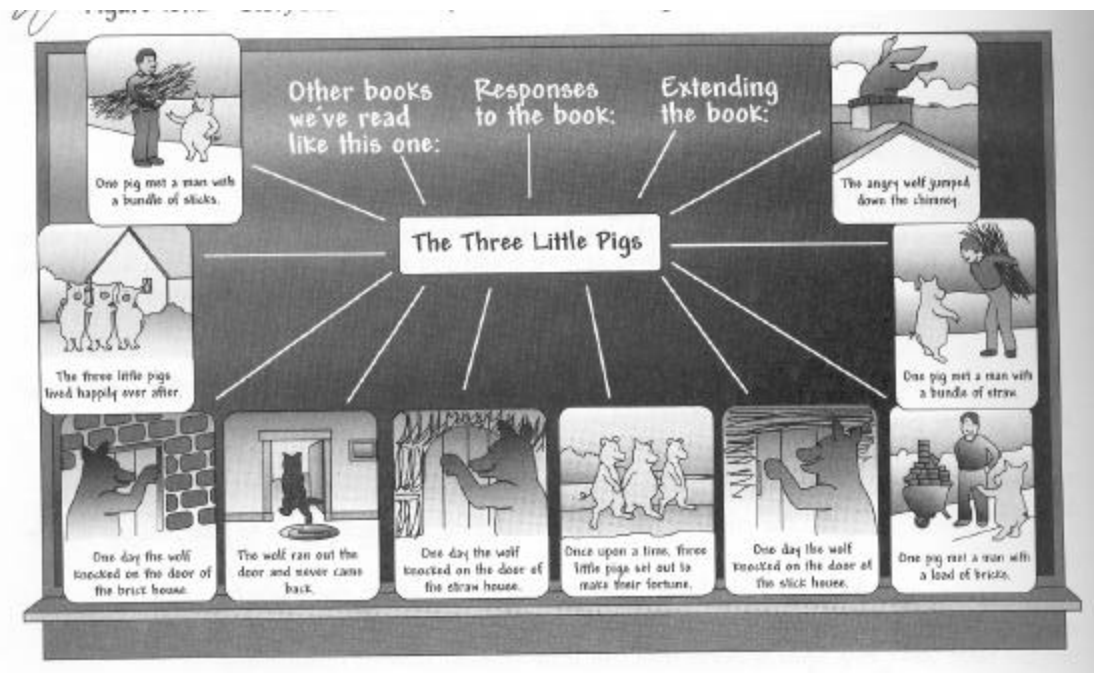 Other books
we've read
like this one:
Responses
to the book:
Extending
the book:
One pig met a man with
a bundle of sticks.
The angry wolf jumped
down the chimney.
The Three Little Pigs
The three little pigs
lived happily ever after.
One pig met a man with
a bundle of straw.
One day the wolf
knocked on the door of
the brick house.
The wolf ran out the
door and never came
back.
One day the wolf
knocked on the door of
the straw house.
Once upon a time, three
little pigs set out to
make their fortune.
One day the wolf
knocked on the door of
the stick house.
One pig met a man with
a load of bricks.